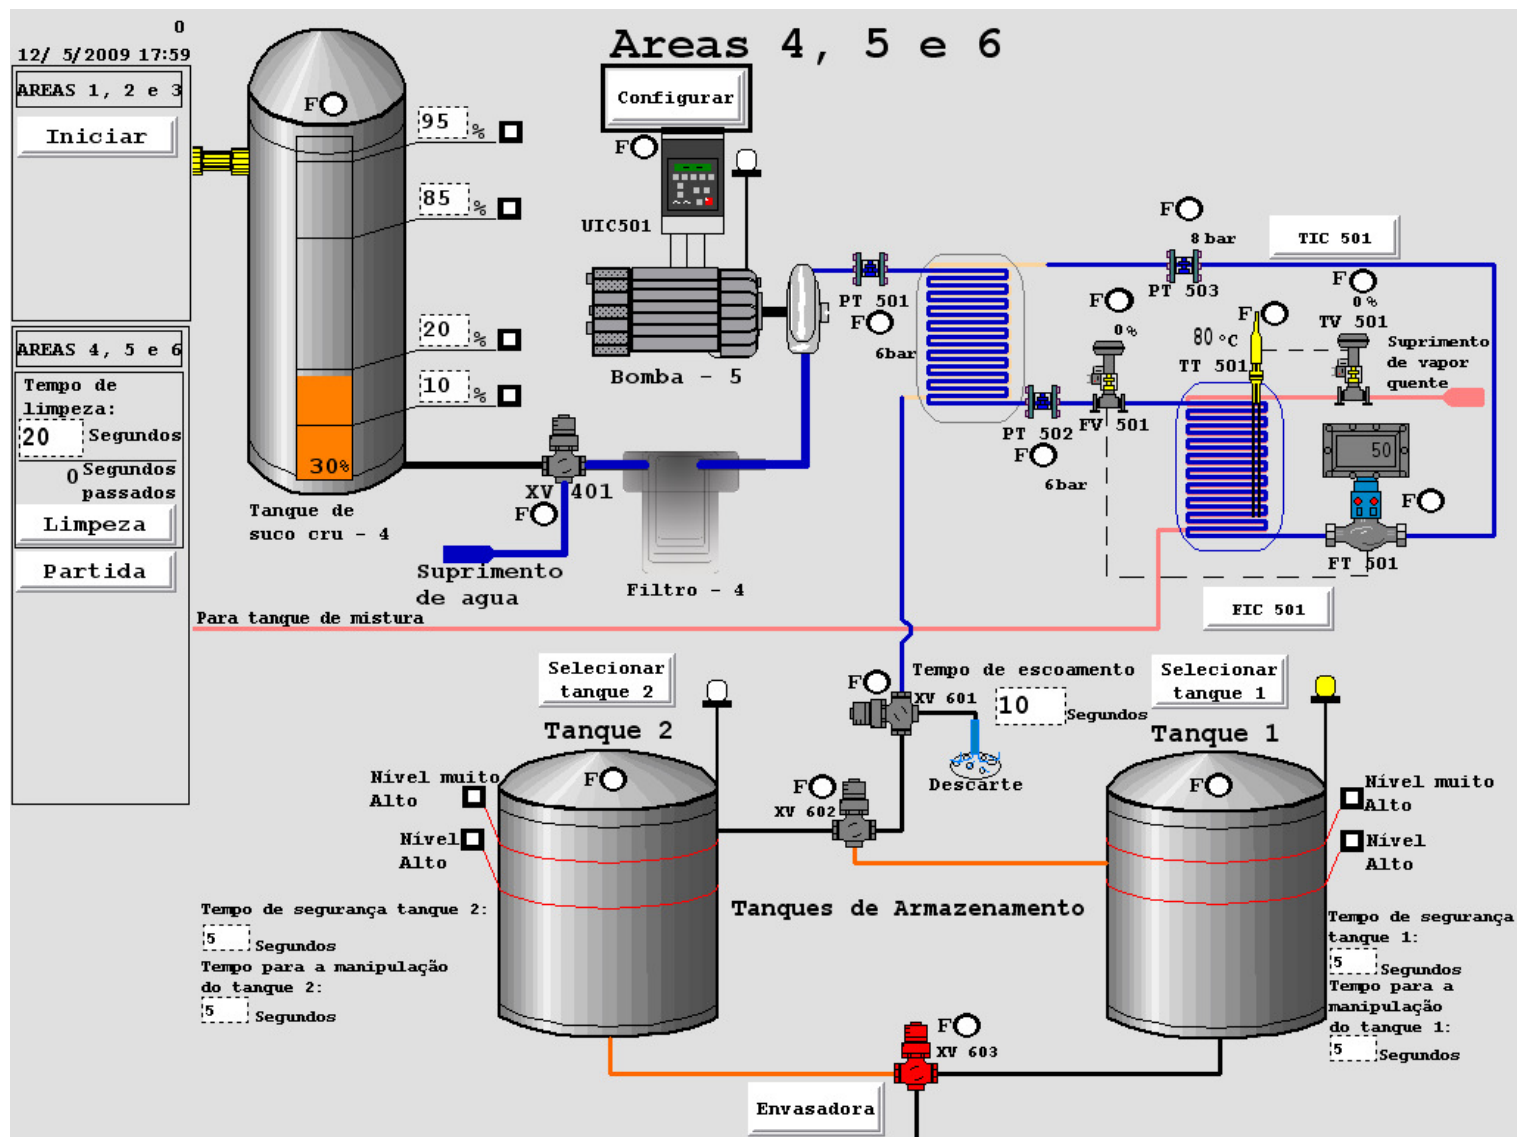 0
12/ 5/2009 17:59
AREAS 1, 2 e 3
Iniciar
AREAS 4, 5 e 6
Tempo de
limpeza:
20 Segundos
0 Segundos
passados
Limpeza
Partida
Areas 4, 5 e 6
Configurar
F
F
95 %
85 %
20 %
10 %
30%
Tanque de
suco cru - 4
UIC501
Bomba - 5
XV 401
F
Suprimento
de agua
Filtro - 4
Para tanque de mistura
PT 501
F
6bar
PT 502
F
6bar
F
8 bar
PT 503
TIC 501
F
0%
FV 501
F
80 °C
TT 501
F
0%
TV 501
Suprimento
de vapor
quente
50
F
FT 501
FIC 501
Selecionar
tanque 2
Tanque 2
F
Nível muito
Alto
Nível
Alto
F
XV 601
Tempo de escoamento
10 Segundos
Descarte
F
XV 602
Selecionar
tanque 1
Tanque 1
F
Nível muito
Alto
Nível
Alto
Tanques de Armazenamento
Tempo de segurança tanque 2:
5 Segundos
Tempo para a manipulação
do tanque 2:
5 Segundos
Tempo de segurança
tanque 1:
5 Segundos
Tempo para a
manipulação
do tanque 1:
5 Segundos
F
XV 603
Envasadora